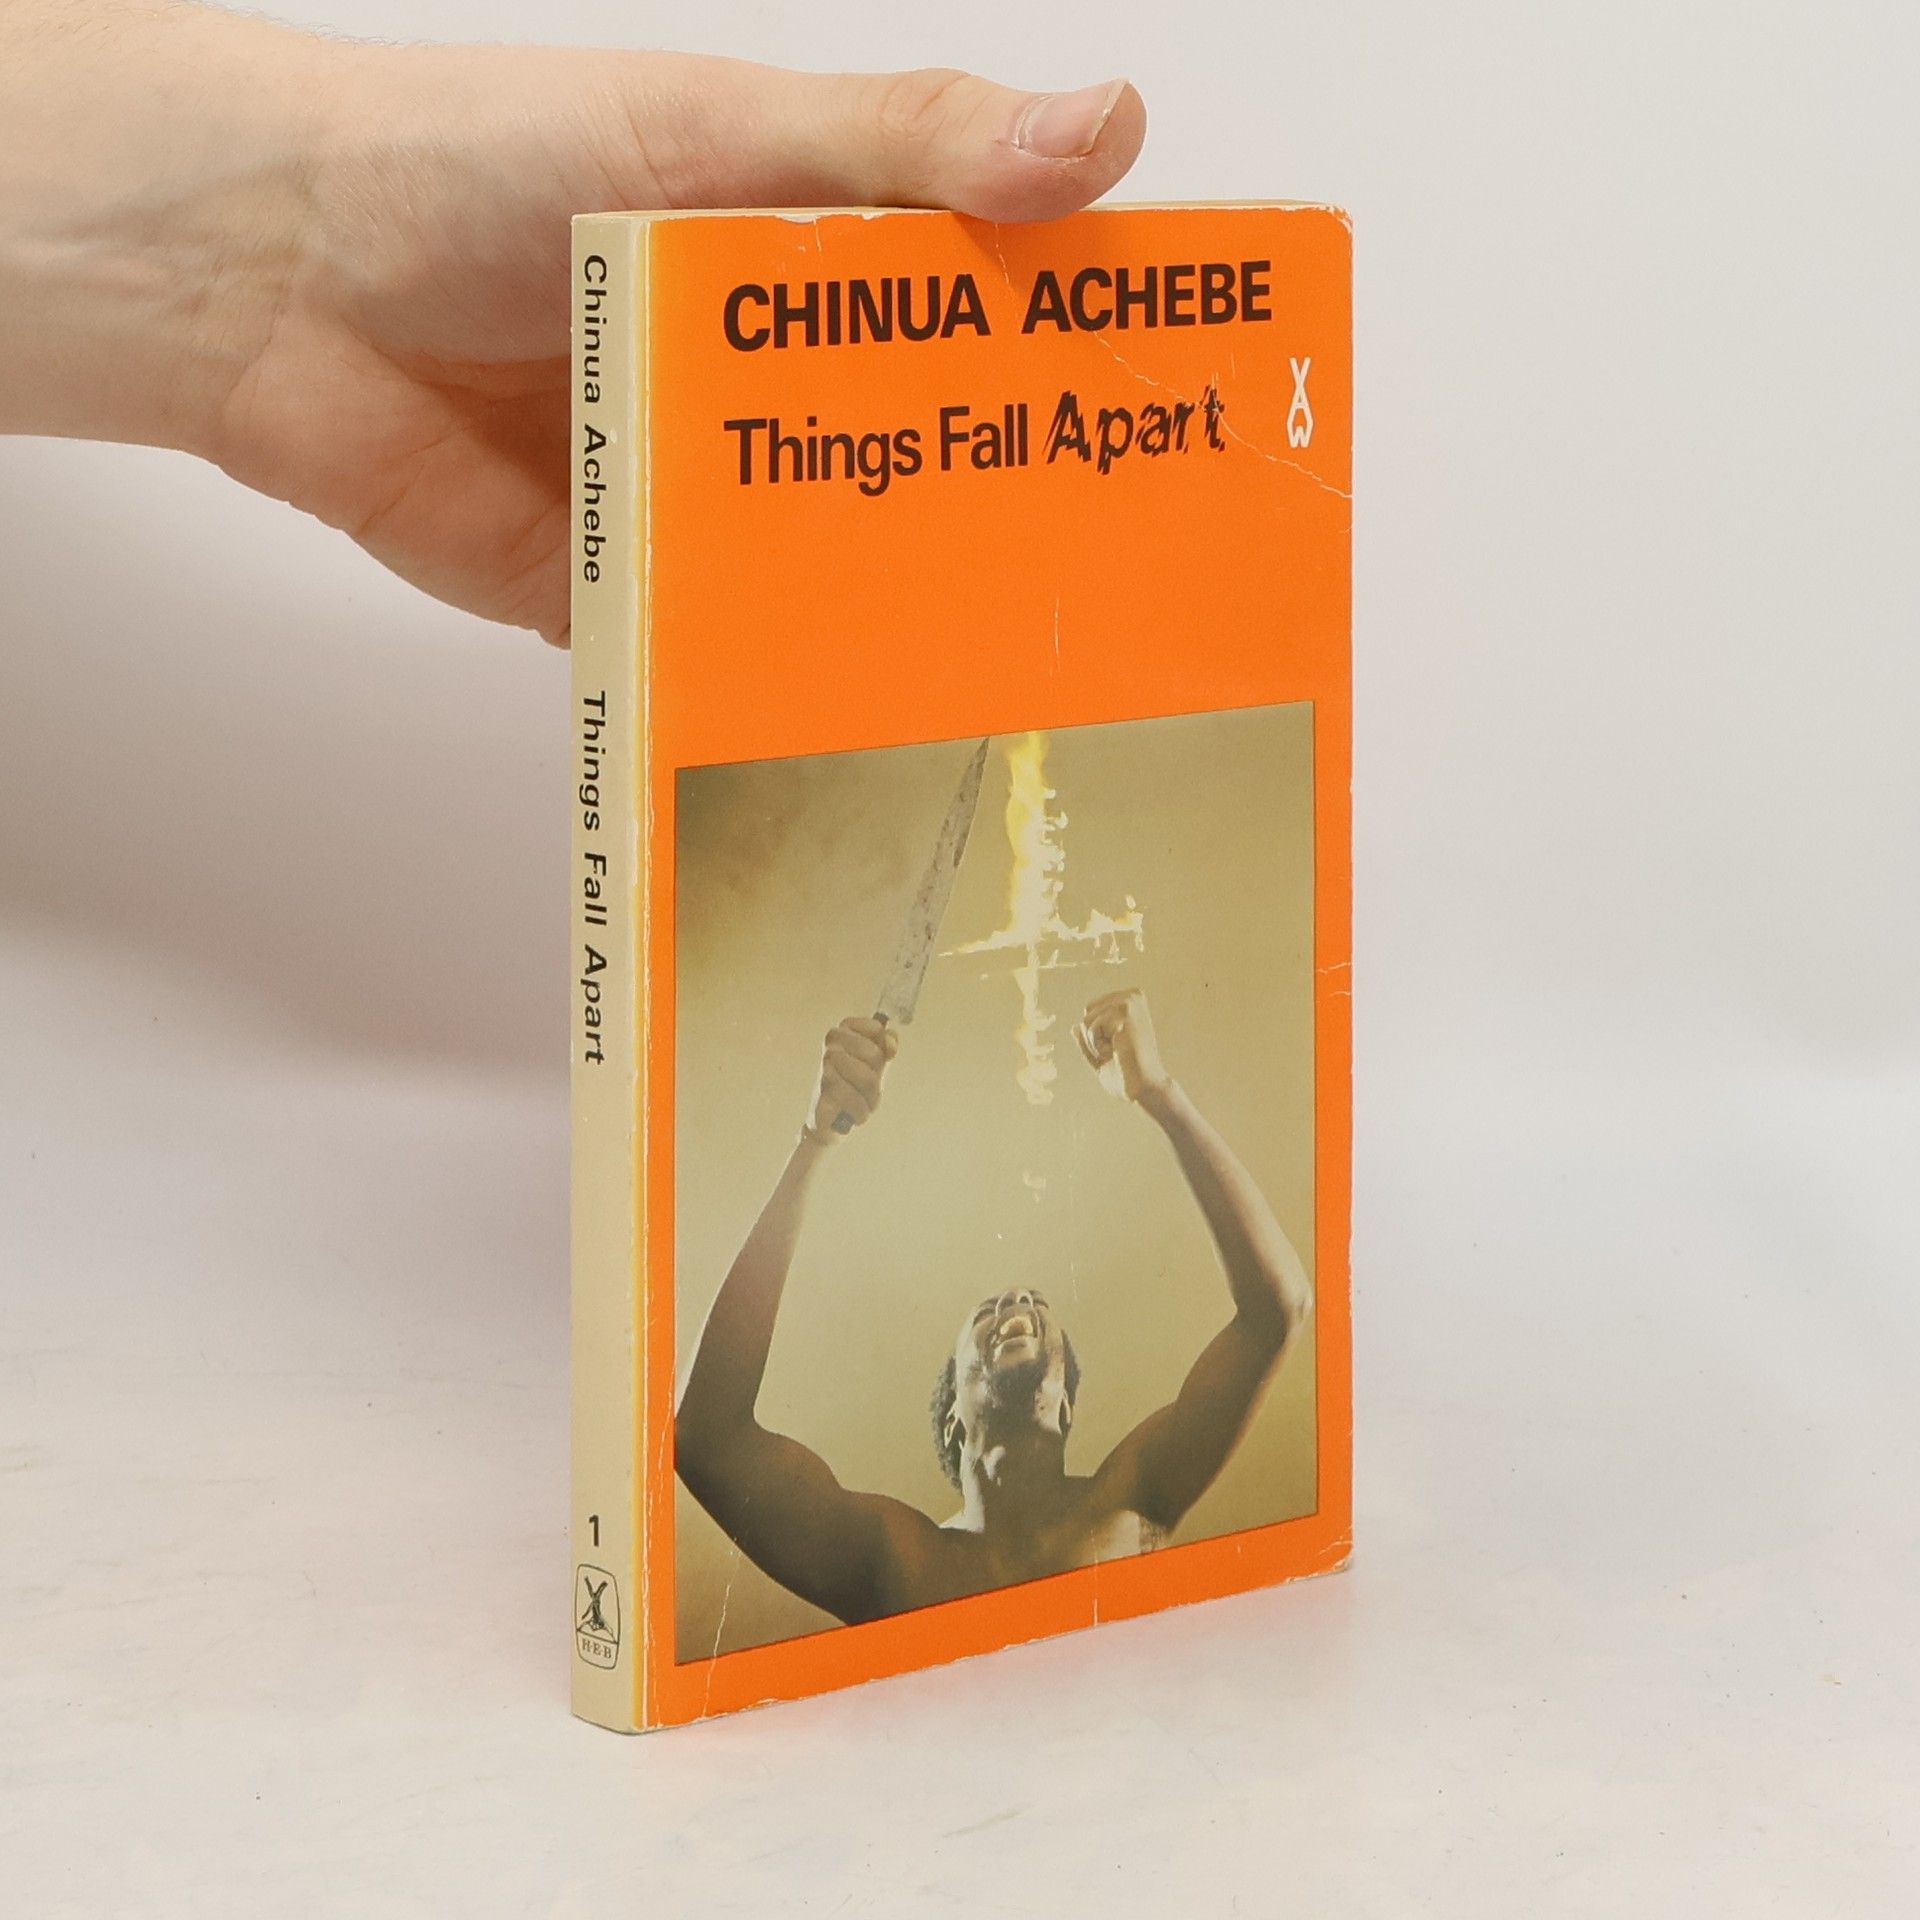 CHINUA ACHEBE
Things Fall Apart
Chinua Achebe Things Fall Apart
1
H·E·B